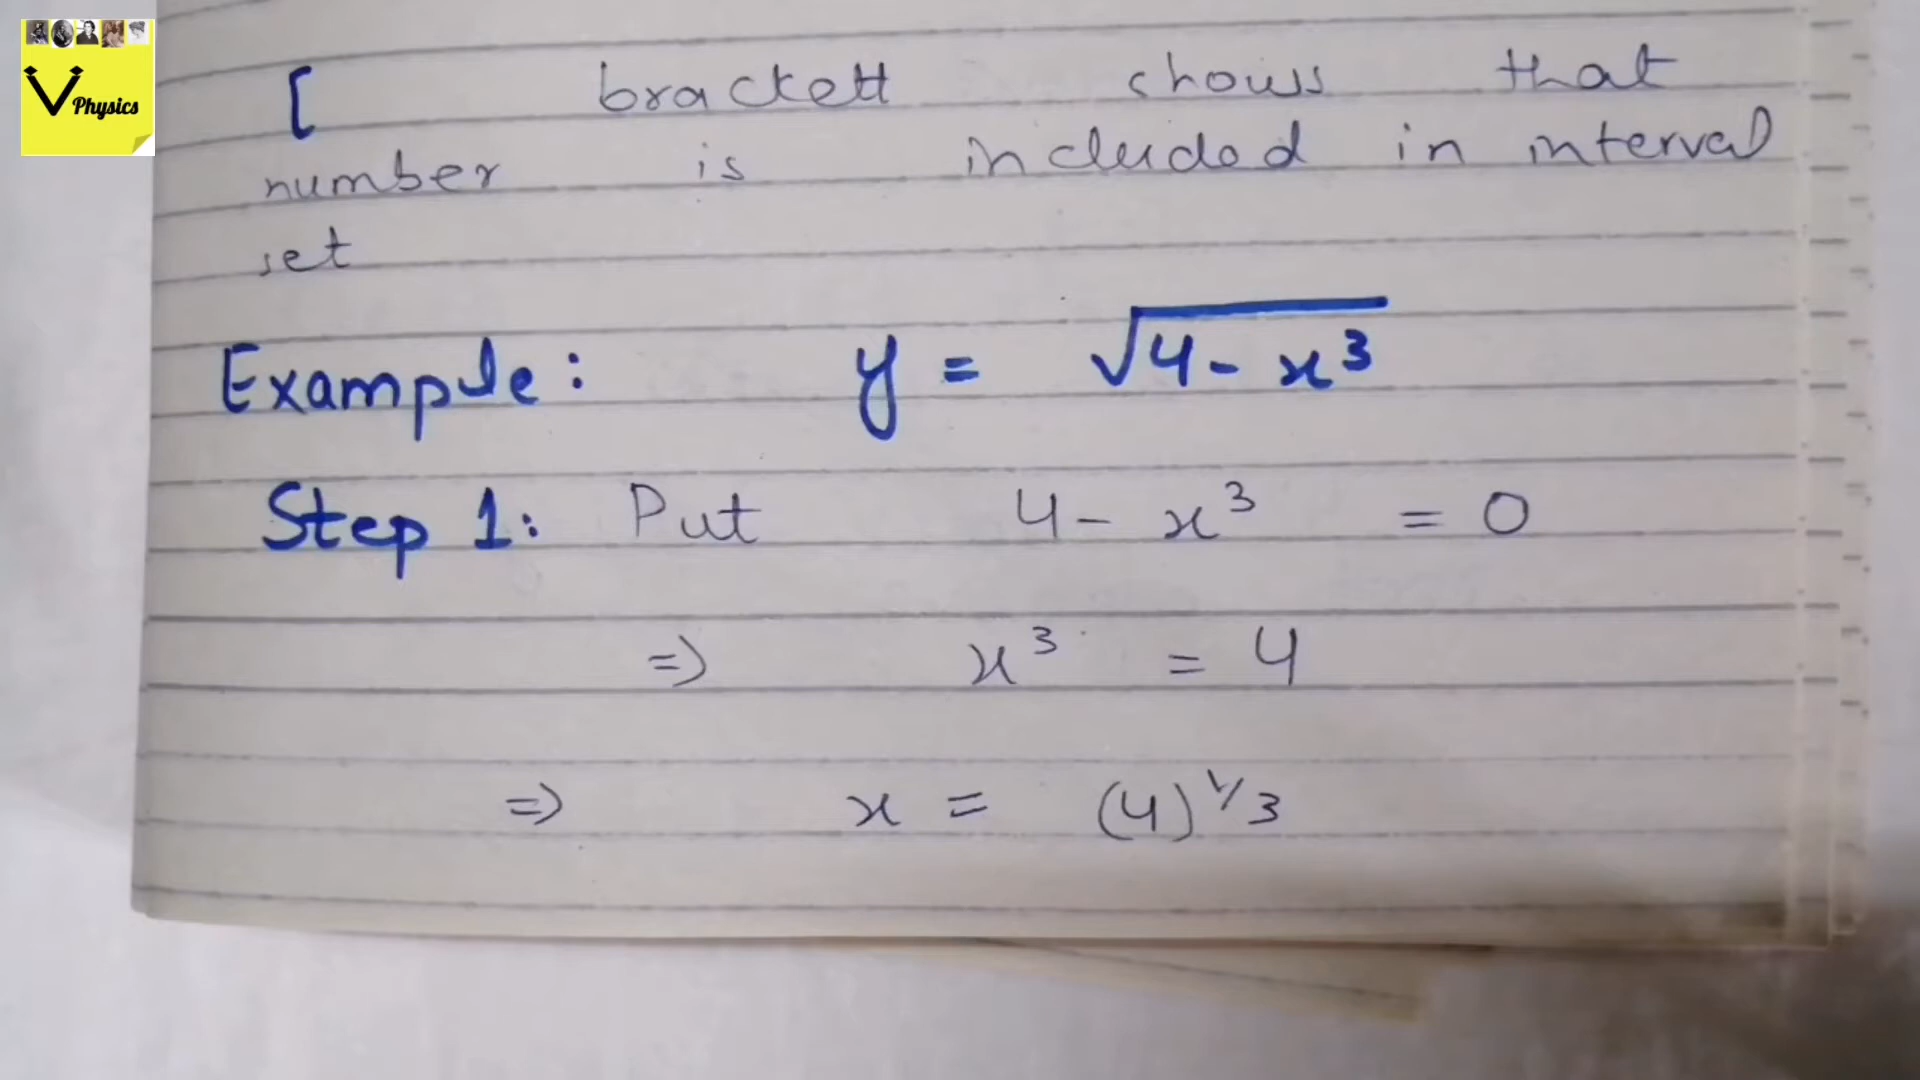 V Physics
[ brackett shows that
number is included in interval
set
Example: y = √4 - x³
Step 1: Put 4 - x³ = 0
=> x³ = 4
=> x = (4)^1/3